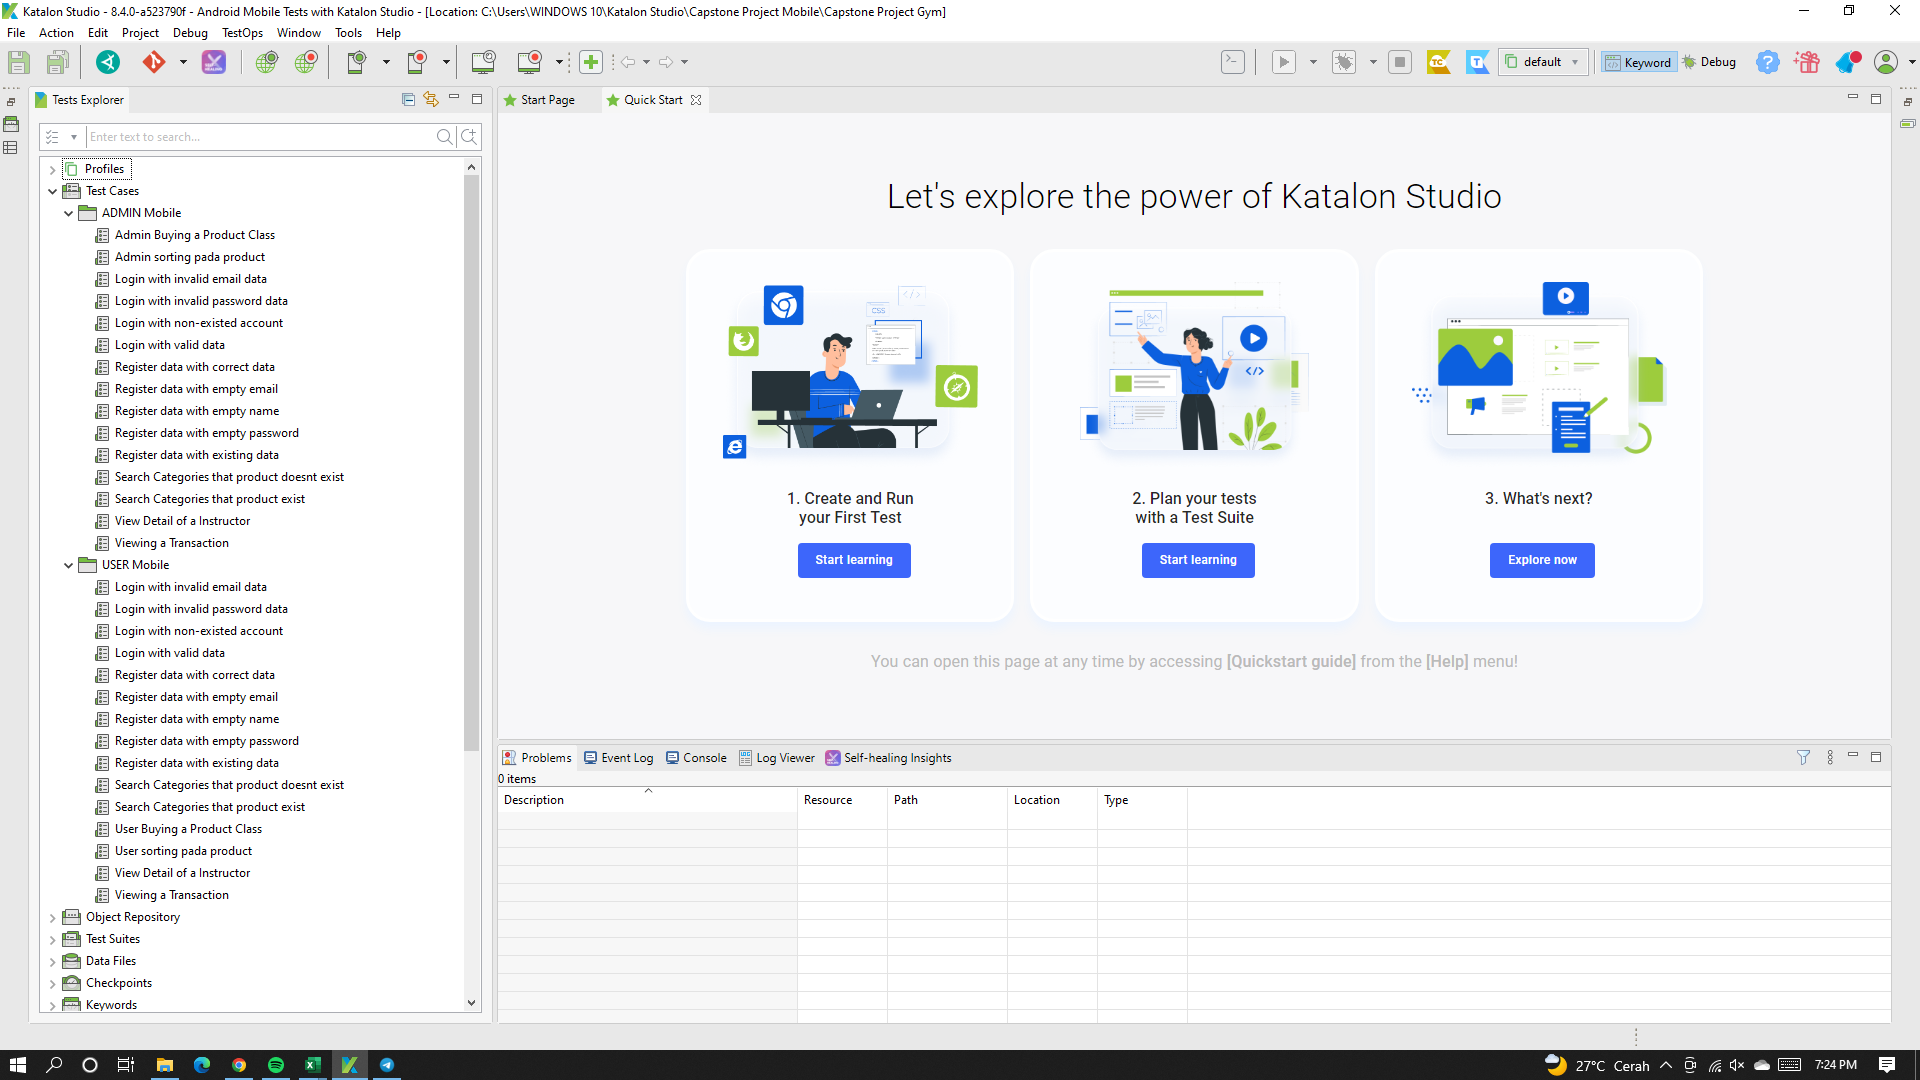 Katalon Studio - 8.4.0-a523790f - Android Mobile Tests with Katalon Studio - [Location: C:\Users\WINDOWS 10\Katalon Studio\Capstone Project Mobile\Capstone Project Gym]
File Action Edit Project Debug TestOps Window Tools Help
TC T default Keyword Debug
Tests Explorer
Start Page Quick Start
Enter text to search...
Profiles
Test Cases
ADMIN Mobile
Admin Buying a Product Class
Admin sorting pada product
Login with invalid email data
Login with invalid password data
Login with non-existed account
Login with valid data
Register data with correct data
Register data with empty email
Register data with empty name
Register data with empty password
Register data with existing data
Search Categories that product doesnt exist
Search Categories that product exist
View Detail of a Instructor
Viewing a Transaction
USER Mobile
Login with invalid email data
Login with invalid password data
Login with non-existed account
Login with valid data
Register data with correct data
Register data with empty email
Register data with empty name
Register data with empty password
Register data with existing data
Search Categories that product doesnt exist
Search Categories that product exist
User Buying a Product Class
User sorting pada product
View Detail of a Instructor
Viewing a Transaction
Object Repository
Test Suites
Data Files
Checkpoints
Keywords
Let's explore the power of Katalon Studio
CSS
1. Create and Run
your First Test
Start learning
2. Plan your tests
with a Test Suite
Start learning
3. What's next?
Explore now
You can open this page at any time by accessing [Quickstart guide] from the [Help] menu!
Problems Event Log Console Log Viewer Self-healing Insights
0 items
Description Resource Path Location Type
27°C Cerah 7:24 PM